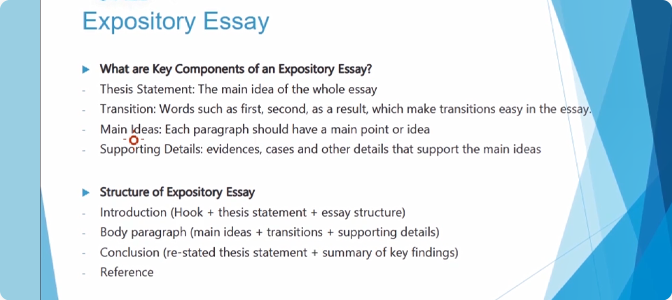 Expository Essay
What are Key Components of an Expository Essay?
- Thesis Statement: The main idea of the whole essay
- Transition: Words such as first, second, as a result, which make transitions easy in the essay.
- Main Ideas: Each paragraph should have a main point or idea
- Supporting Details: evidences, cases and other details that support the main ideas
Structure of Expository Essay
- Introduction (Hook + thesis statement + essay structure)
- Body paragraph (main ideas + transitions + supporting details)
- Conclusion (re-stated thesis statement + summary of key findings)
- Reference